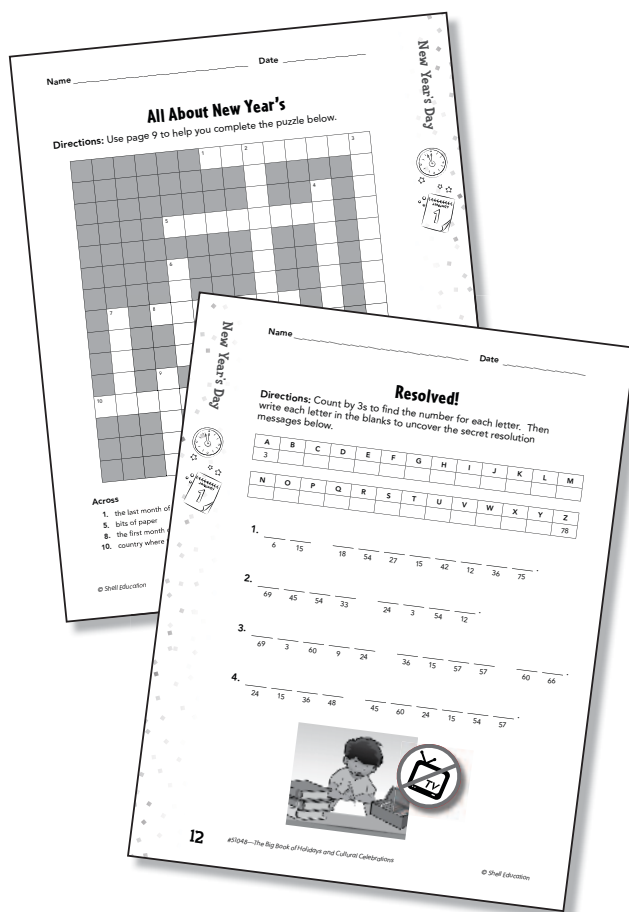 Name Date
All About New Year's
Directions: Use page 9 to help you complete the puzzle below.
1 2 3
4
5
6
7 8
9
10
Across
1. the last month of
5. bits of paper
8. the first month
10. country where
© Shell Education
New Year's Day
1
New Year's Day
1
Name Date
Resolved!
Directions: Count by 3s to find the number for each letter. Then
write each letter in the blanks to uncover the secret resolution
messages below.
A B C D E F G H I J K L M
3
N O P Q R S T U V W X Y Z
78
1.
6 15 18 54 27 15 42 12 36 75 .
2.
69 45 54 33 24 3 54 12 .
3.
69 3 60 9 24 36 15 57 57 60 66 .
4.
24 15 36 48 45 60 24 15 54 57 .
TV
12 #51048—The Big Book of Holidays and Cultural Celebrations © Shell Education